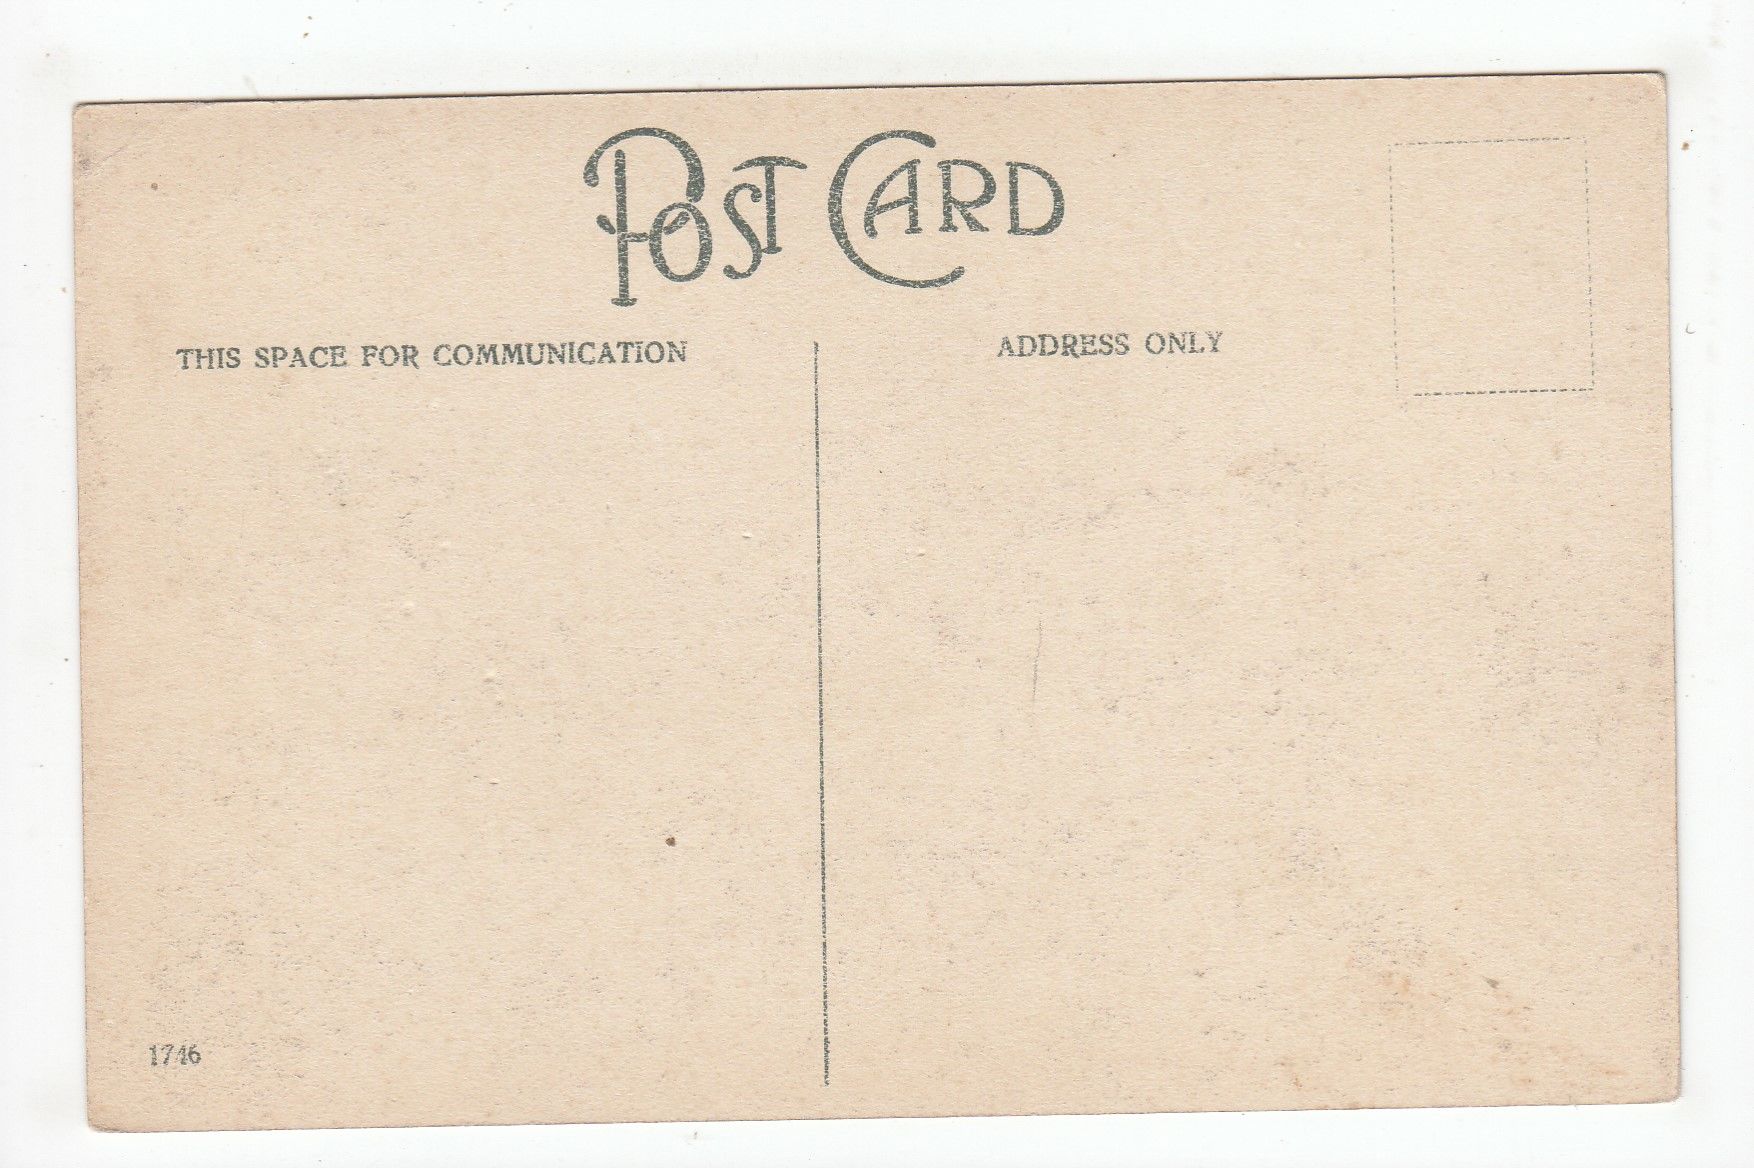 POST CARD
THIS SPACE FOR COMMUNICATION
ADDRESS ONLY
1746